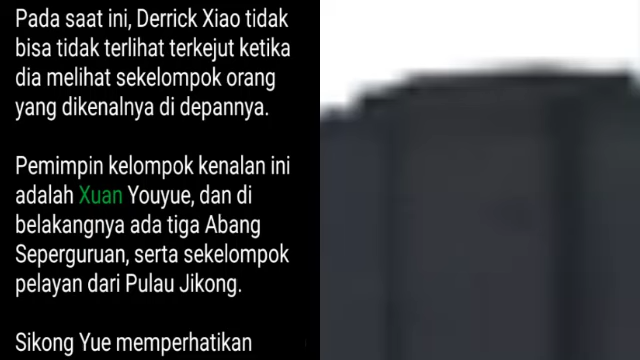 Pada saat ini, Derrick Xiao tidak
bisa tidak terlihat terkejut ketika
dia melihat sekelompok orang
yang dikenalnya di depannya.
Pemimpin kelompok kenalan ini
adalah Xuan Youyue, dan di
belakangnya ada tiga Abang
Seperguruan, serta sekelompok
pelayan dari Pulau Jikong.
Sikong Yue memperhatikan